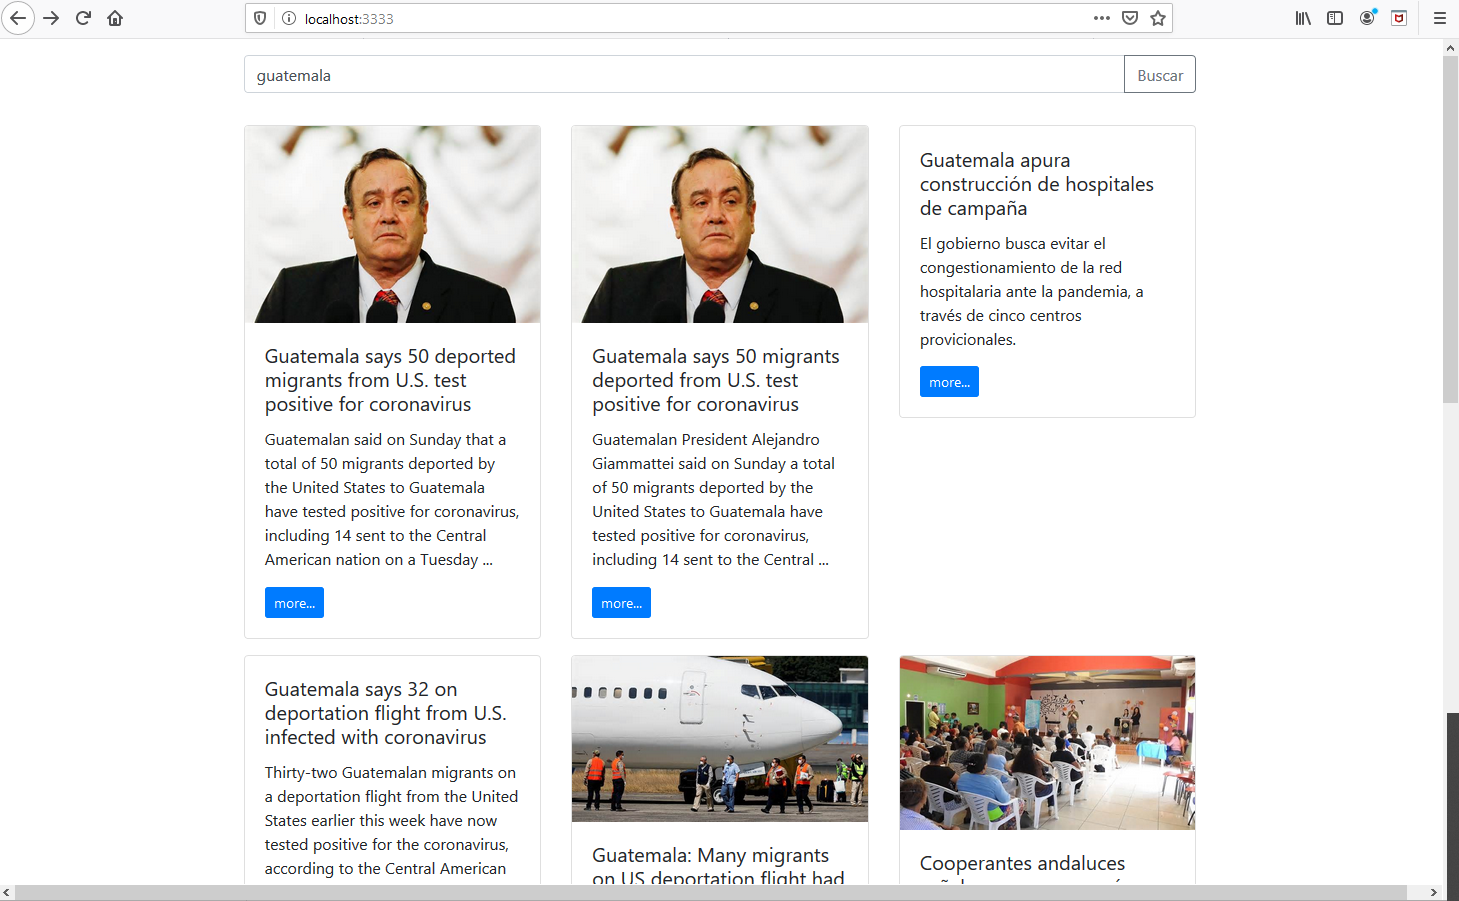 localhost:3333
guatemala
Buscar
Guatemala says 50 deported
migrants from U.S. test
positive for coronavirus
Guatemalan said on Sunday that a
total of 50 migrants deported by
the United States to Guatemala
have tested positive for coronavirus,
including 14 sent to the Central
American nation on a Tuesday ...
more...
Guatemala says 50 migrants
deported from U.S. test
positive for coronavirus
Guatemalan President Alejandro
Giammattei said on Sunday a total
of 50 migrants deported by the
United States to Guatemala have
tested positive for coronavirus,
including 14 sent to the Central ...
more...
Guatemala apura
construcción de hospitales
de campaña
El gobierno busca evitar el
congestionamiento de la red
hospitalaria ante la pandemia, a
través de cinco centros
provicionales.
more...
Guatemala says 32 on
deportation flight from U.S.
infected with coronavirus
Thirty-two Guatemalan migrants on
a deportation flight from the United
States earlier this week have now
tested positive for the coronavirus,
according to the Central American
Guatemala: Many migrants
on US deportation flight had
Cooperantes andaluces